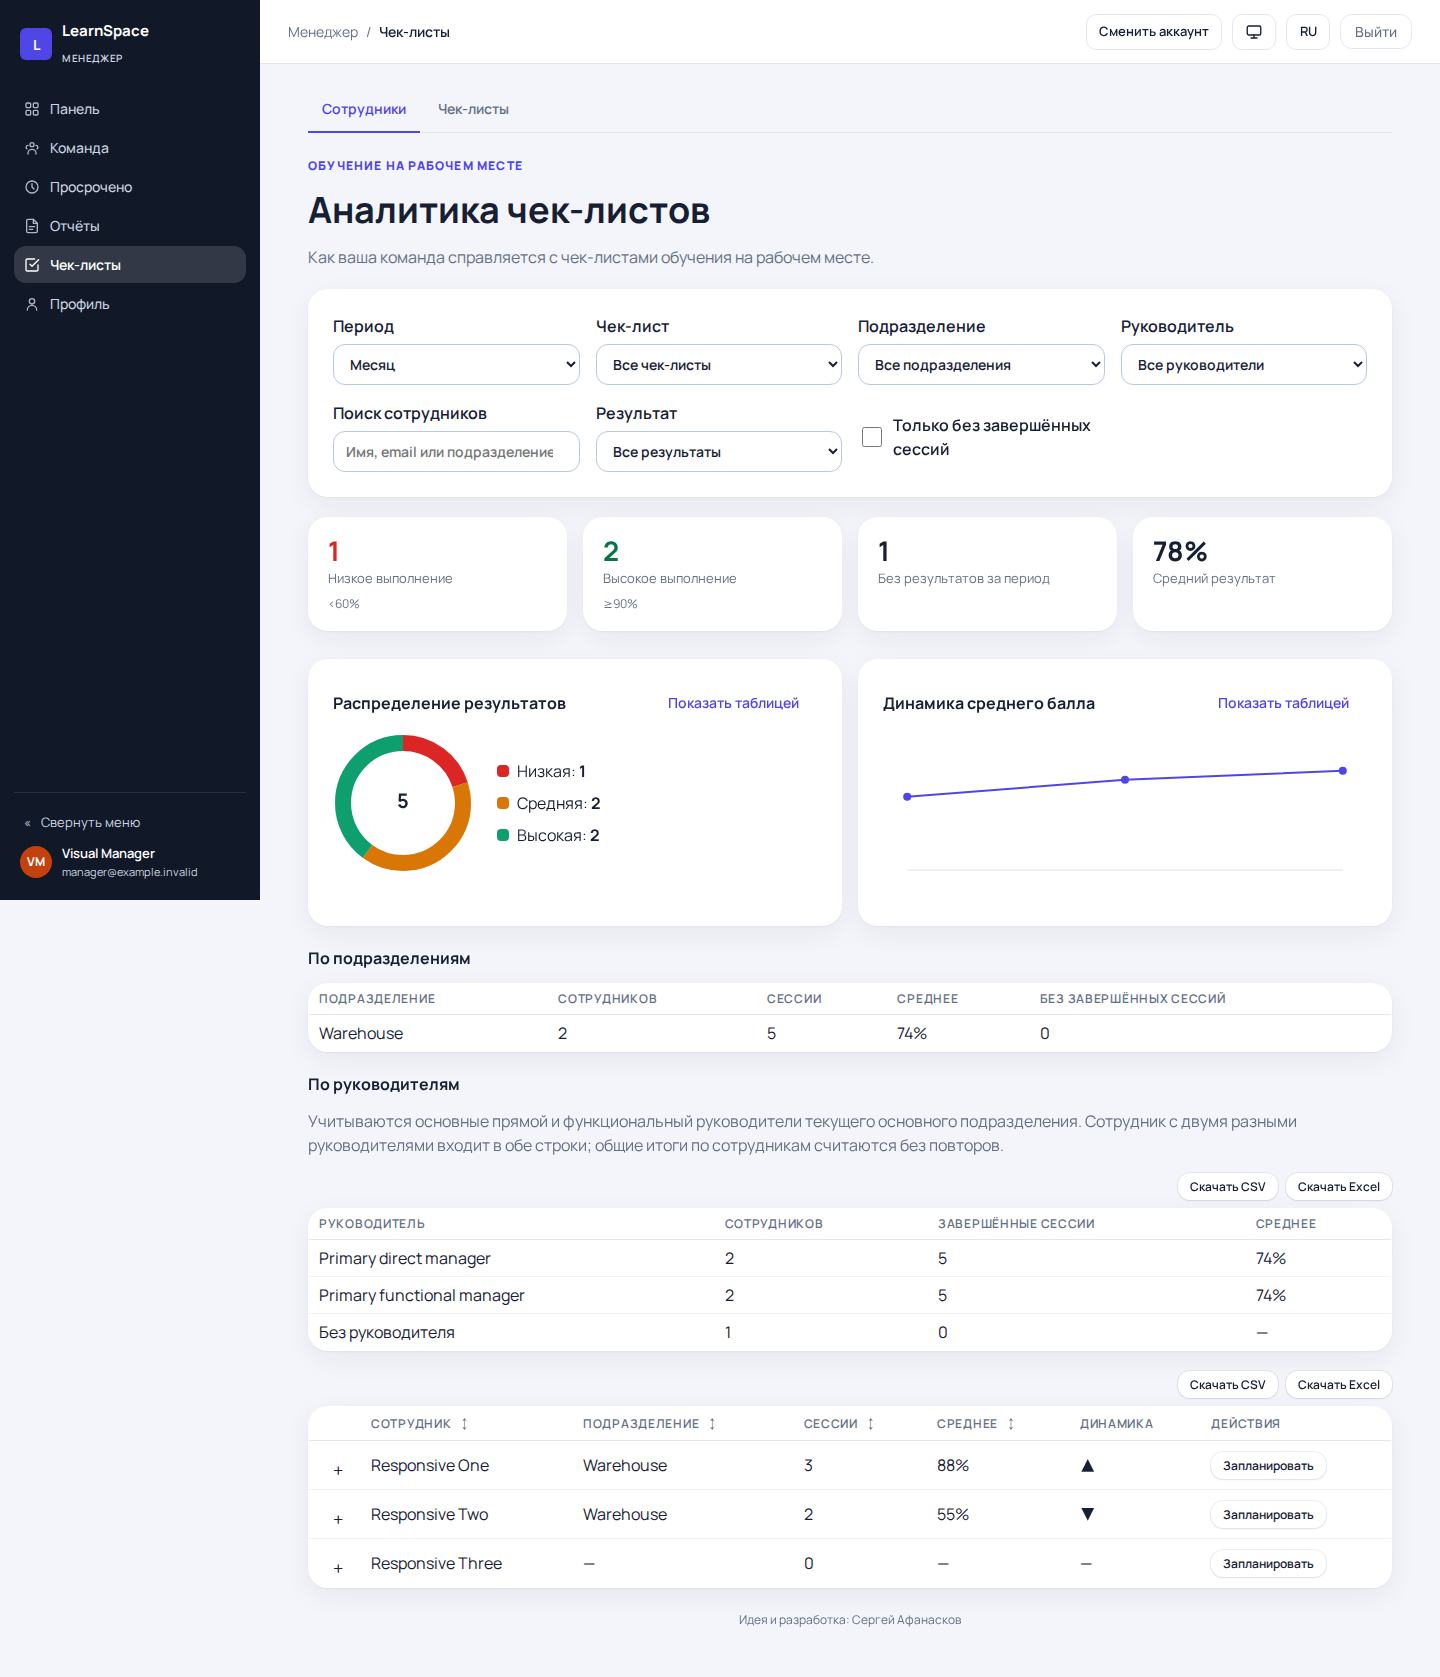 L
LearnSpace
МЕНЕДЖЕР
Панель
Команда
Просрочено
Отчёты
Чек-листы
Профиль
« Свернуть меню
VM
Visual Manager
manager@example.invalid
Менеджер / Чек-листы
Сменить аккаунт
RU
Выйти
Сотрудники
Чек-листы
ОБУЧЕНИЕ НА РАБОЧЕМ МЕСТЕ
Аналитика чек-листов
Как ваша команда справляется с чек-листами обучения на рабочем месте.
Период
Чек-лист
Подразделение
Руководитель
Месяц
Все чек-листы
Все подразделения
Все руководители
Поиск сотрудников
Результат
Только без завершённых
сессий
Имя, email или подразделение
Все результаты
1
Низкое выполнение
<60%
2
Высокое выполнение
≥90%
1
Без результатов за период
78%
Средний результат
Распределение результатов
Показать таблицей
5
Низкая: 1
Средняя: 2
Высокая: 2
Динамика среднего балла
Показать таблицей
По подразделениям
ПОДРАЗДЕЛЕНИЕ СОТРУДНИКОВ СЕССИИ СРЕДНЕЕ БЕЗ ЗАВЕРШЁННЫХ СЕССИЙ
Warehouse 2 5 74% 0
По руководителям
Учитываются основные прямой и функциональный руководители текущего основного подразделения. Сотрудник с двумя разными
руководителями входит в обе строки; общие итоги по сотрудникам считаются без повторов.
Скачать CSV
Скачать Excel
РУКОВОДИТЕЛЬ СОТРУДНИКОВ ЗАВЕРШЁННЫЕ СЕССИИ СРЕДНЕЕ
Primary direct manager 2 5 74%
Primary functional manager 2 5 74%
Без руководителя 1 0 —
Скачать CSV
Скачать Excel
СОТРУДНИК ↕ ПОДРАЗДЕЛЕНИЕ ↕ СЕССИИ ↕ СРЕДНЕЕ ↕ ДИНАМИКА ДЕЙСТВИЯ
+ Responsive One Warehouse 3 88% ▲ Запланировать
+ Responsive Two Warehouse 2 55% ▼ Запланировать
+ Responsive Three — 0 — — Запланировать
Идея и разработка: Сергей Афанасков